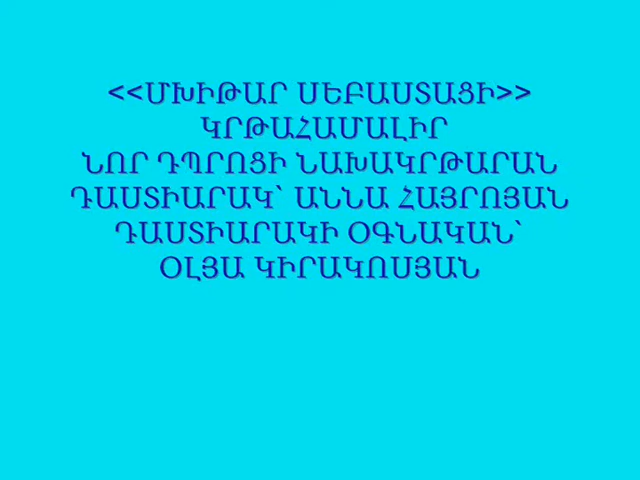 <<ՄԽԻԹԱՐ ՍԵԲԱՍՏԱՑԻ>>
ԿՐԹԱՀԱՄԱԼԻՐ
ՆՈՐ ԴՊՐՈՑԻ ՆԱԽԱԿՐԹԱՐԱՆ
ԴԱՍՏԻԱՐԱԿ` ԱՆՆԱ ՀԱՅՐՈՅԱՆ
ԴԱՍՏԻԱՐԱԿԻ ՕԳՆԱԿԱՆ`
ՕԼՅԱ ԿԻՐԱԿՈՍՅԱՆ